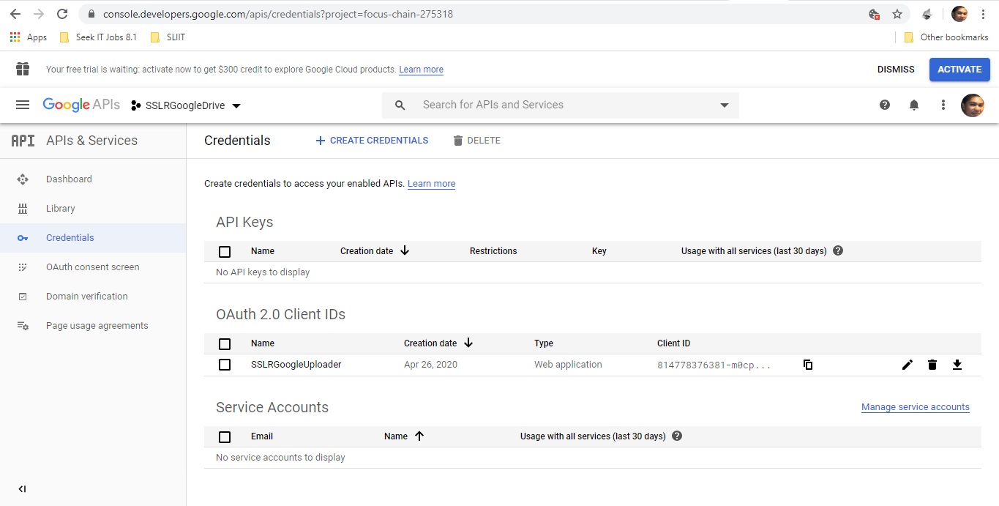 console.developers.google.com/apis/credentials?project=focus-chain-275318
Apps Seek IT Jobs 8.1 SLIIT Other bookmarks
Your free trial is waiting: activate now to get $300 credit to explore Google Cloud products. Learn more DISMISS ACTIVATE
Google APIs SSLRGoogleDrive Search for APIs and Services
API APIs & Services
Credentials CREATE CREDENTIALS DELETE
Dashboard
Library
Credentials
OAuth consent screen
Domain verification
Page usage agreements
Create credentials to access your enabled APIs. Learn more
API Keys
Name Creation date Restrictions Key Usage with all services (last 30 days)
No API keys to display
OAuth 2.0 Client IDs
Name Creation date Type Client ID
SSLRGoogleUploader Apr 26, 2020 Web application 814778376381-m0cp...
Service Accounts Manage service accounts
Email Name Usage with all services (last 30 days)
No service accounts to display